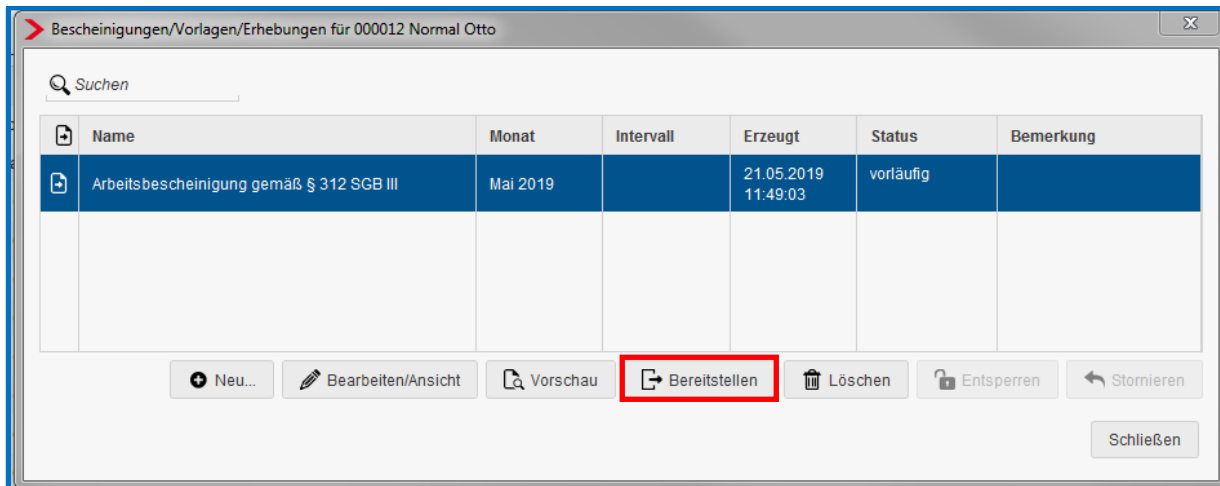 Bescheinigungen/Vorlagen/Erhebungen für 000012 Normal Otto
Suchen
Name Monat Intervall Erzeugt Status Bemerkung
Arbeitsbescheinigung gemäß § 312 SGB III Mai 2019 21.05.2019 vorläufig
11:49:03
Neu... Bearbeiten/Ansicht Vorschau Bereitstellen Löschen Entsperren Stornieren
Schließen